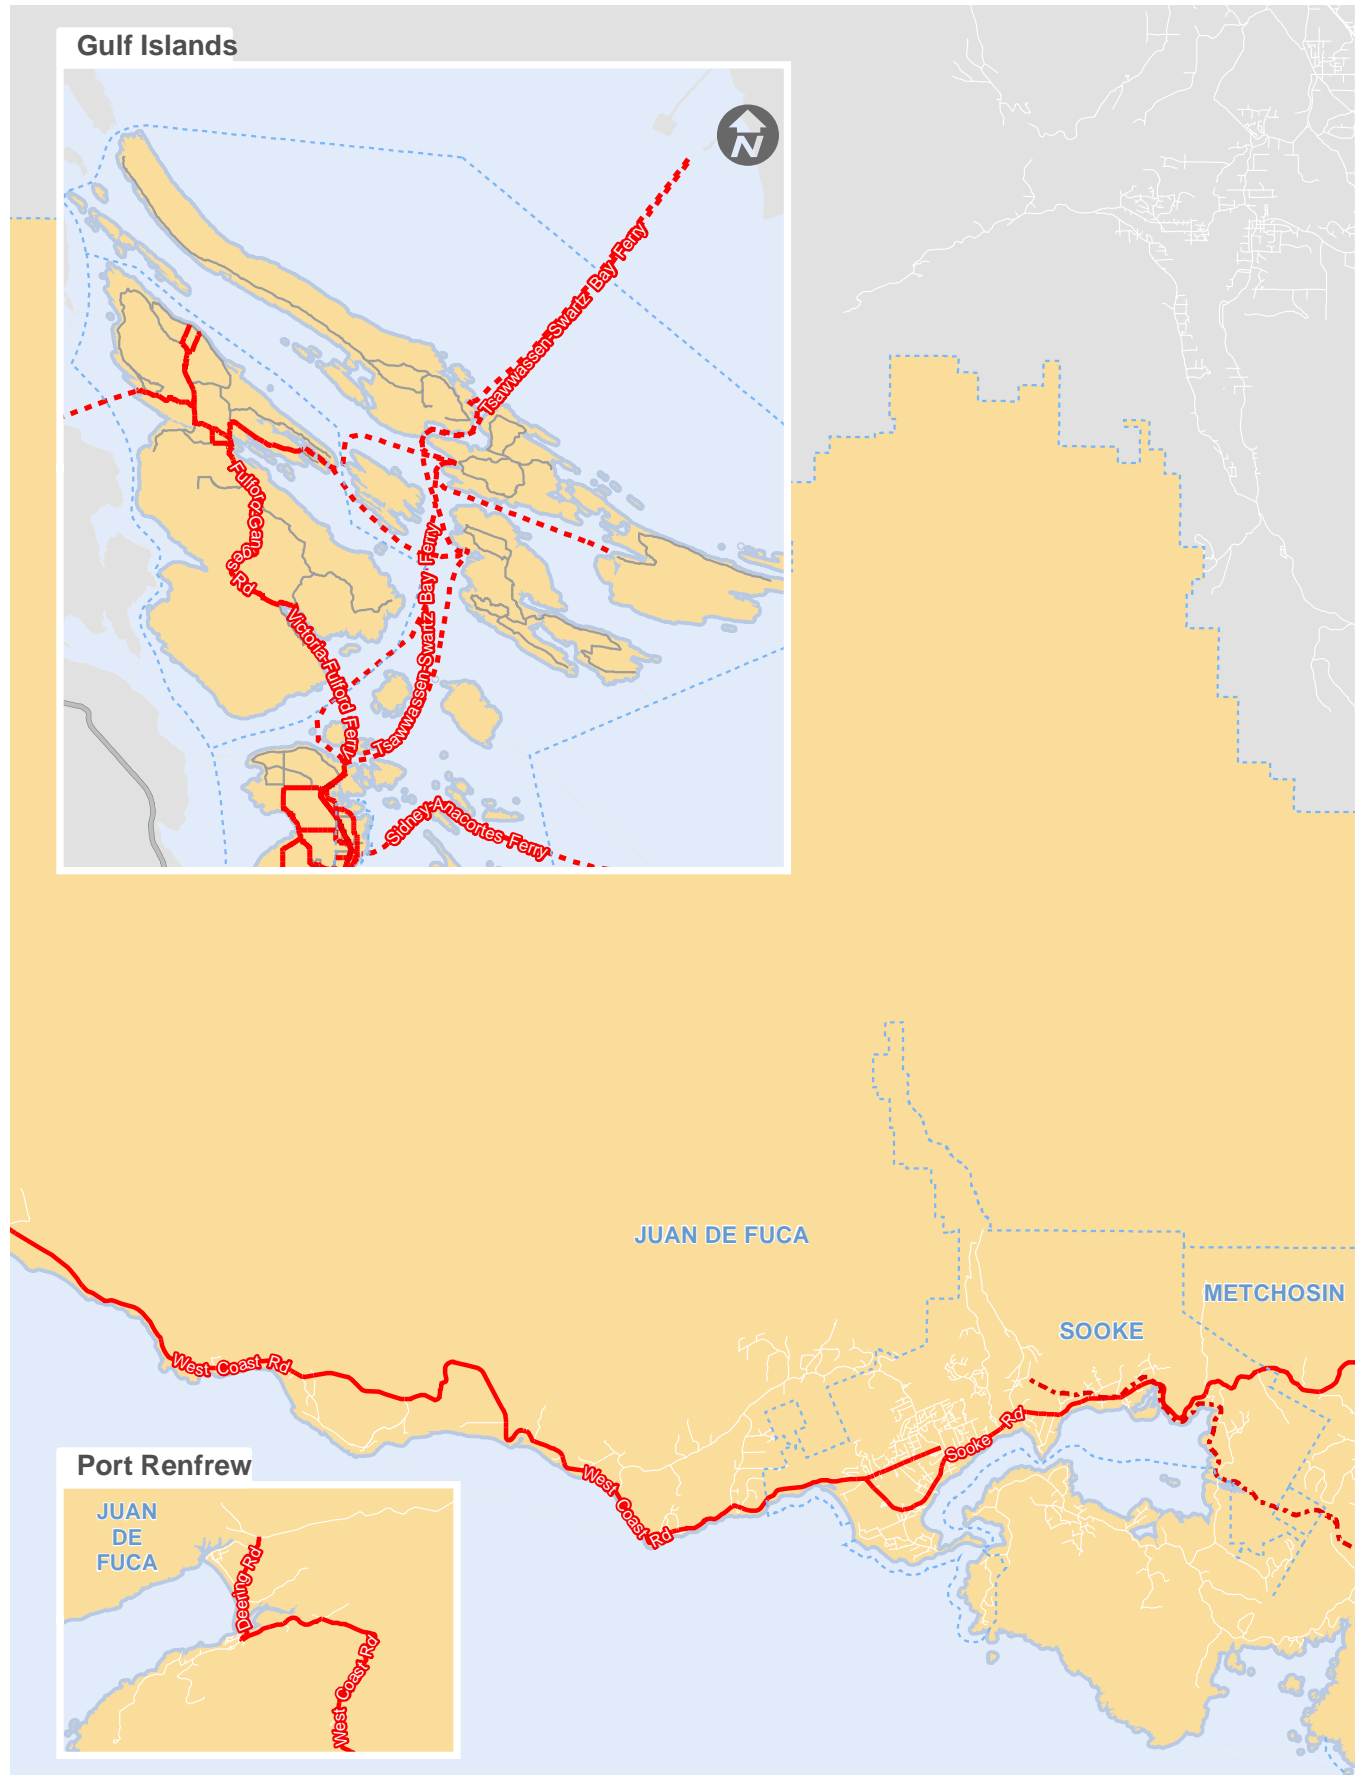 Gulf Islands
N
Tsawwassen-Swartz Bay Ferry
Fulford-Ganges Rd
Victoria-Fulford Ferry
Tsawwassen-Swartz Bay Ferry
Sidney-Anacortes-Ferry
JUAN DE FUCA
METCHOSIN
SOOKE
West Coast Rd
Sooke Rd
West Coast Rd
Port Renfrew
JUAN
DE
FUCA
Deering Rd
West Coast Rd